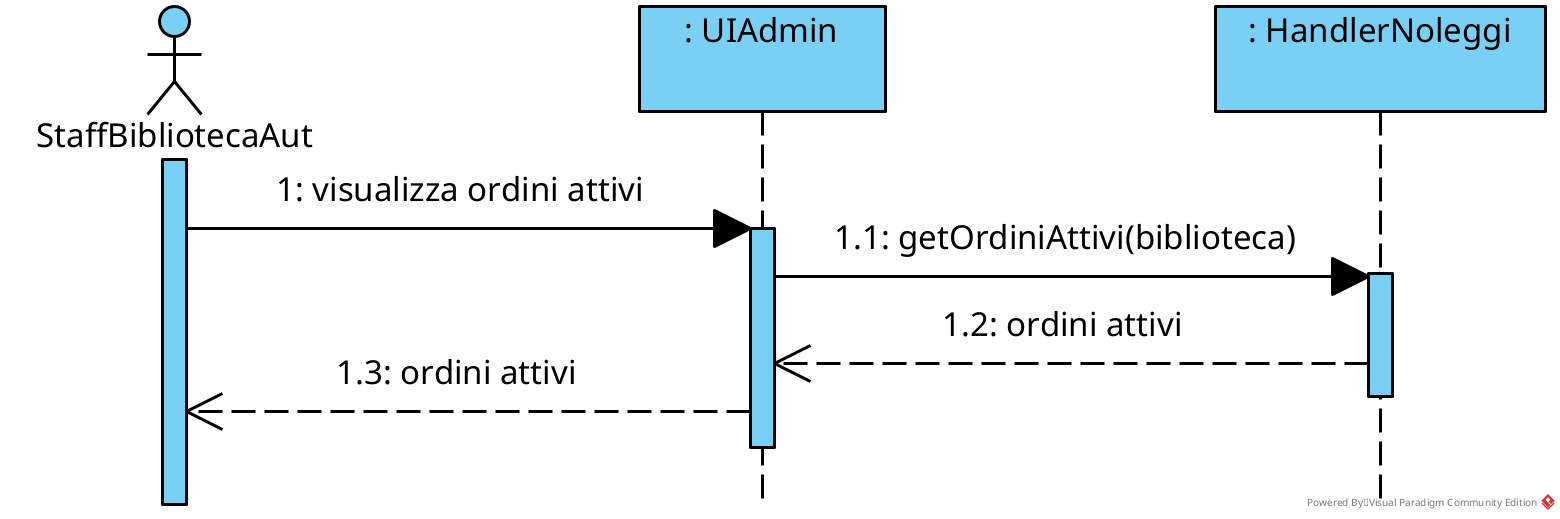 : UIAdmin
: HandlerNoleggi
StaffBibliotecaAut
1: visualizza ordini attivi
1.1: getOrdiniAttivi(biblioteca)
1.2: ordini attivi
1.3: ordini attivi
Powered By Visual Paradigm Community Edition